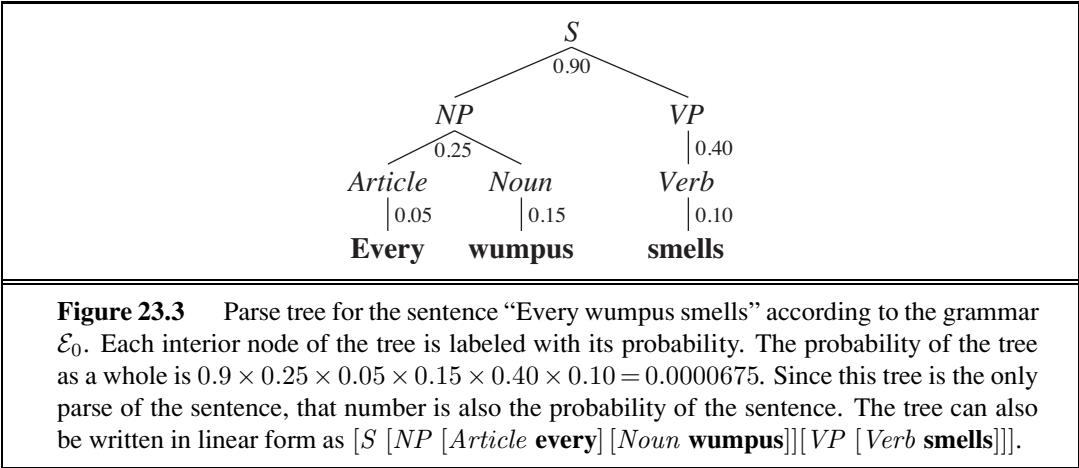 S
0.90
NP VP
0.25 0.40
Article Noun Verb
0.05 0.15 0.10
Every wumpus smells
Figure 23.3 Parse tree for the sentence “Every wumpus smells” according to the grammar
ℰ₀. Each interior node of the tree is labeled with its probability. The probability of the tree
as a whole is 0.9 × 0.25 × 0.05 × 0.15 × 0.40 × 0.10 = 0.0000675. Since this tree is the only
parse of the sentence, that number is also the probability of the sentence. The tree can also
be written in linear form as [S [NP [Article every] [Noun wumpus]][VP [Verb smells]]].